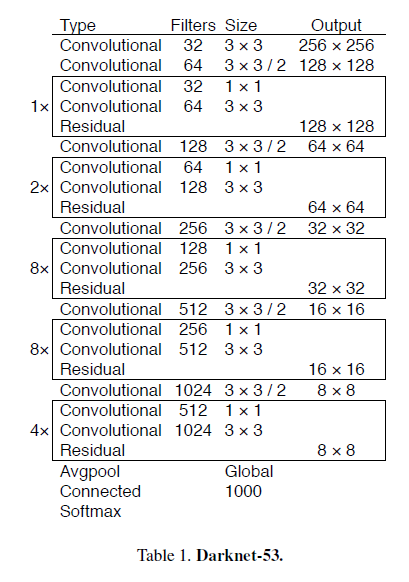 Type Filters Size Output
Convolutional 32 3 × 3 256 × 256
Convolutional 64 3 × 3 / 2 128 × 128
Convolutional 32 1 × 1
1× Convolutional 64 3 × 3
Residual 128 × 128
Convolutional 128 3 × 3 / 2 64 × 64
Convolutional 64 1 × 1
2× Convolutional 128 3 × 3
Residual 64 × 64
Convolutional 256 3 × 3 / 2 32 × 32
Convolutional 128 1 × 1
8× Convolutional 256 3 × 3
Residual 32 × 32
Convolutional 512 3 × 3 / 2 16 × 16
Convolutional 256 1 × 1
8× Convolutional 512 3 × 3
Residual 16 × 16
Convolutional 1024 3 × 3 / 2 8 × 8
Convolutional 512 1 × 1
4× Convolutional 1024 3 × 3
Residual 8 × 8
Avgpool Global
Connected 1000
Softmax
Table 1. Darknet-53.